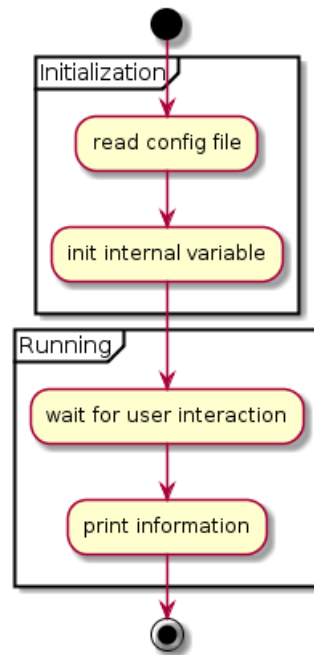 Initialization
read config file
init internal variable
Running
wait for user interaction
print information